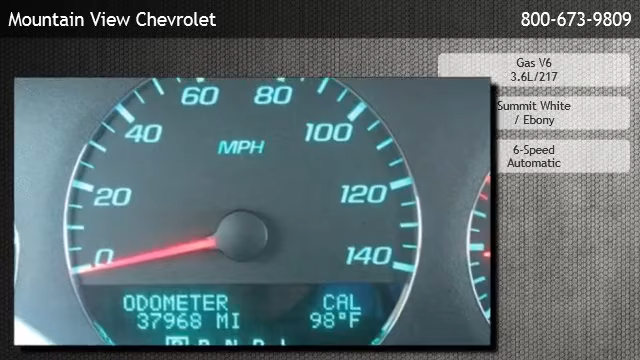 Mountain View Chevrolet
800-673-9809
Gas V6
3.6L/217
Summit White
/ Ebony
6-Speed
Automatic
60 80
40 100
MPH
20 120
0 140
ODOMETER CAL
37968 MI 98°F
P R N D L